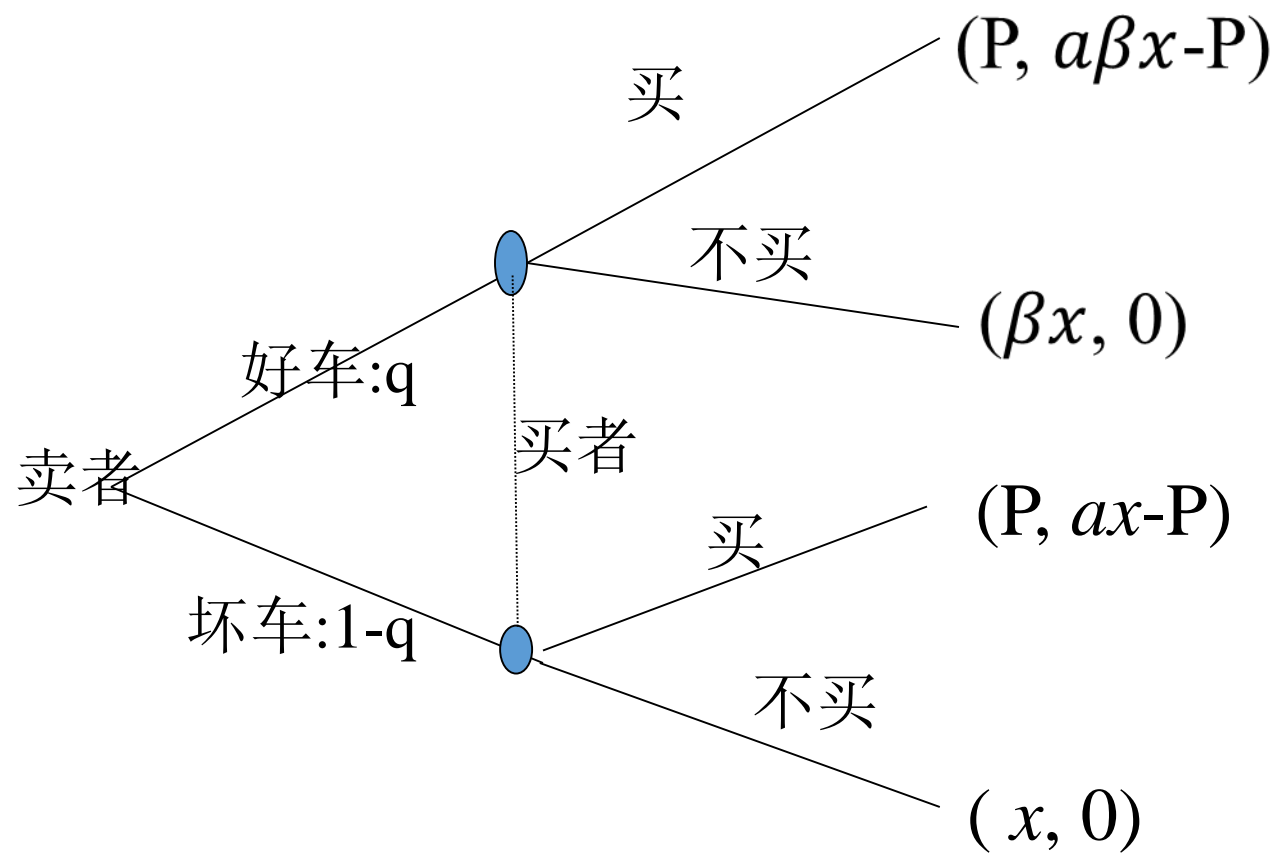 (P, aβx-P)
买
不买
(βx, 0)
好车:q
买者
卖者
(P, ax-P)
买
坏车:1-q
不买
( x, 0)